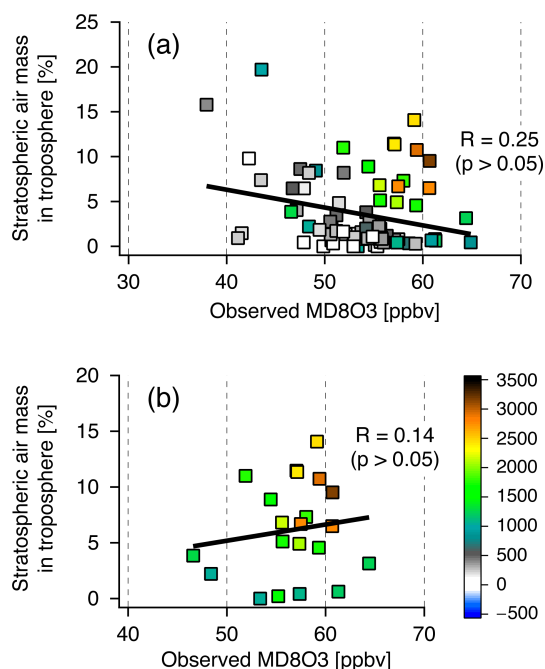 25
(a)
20
15
10
5
0
Stratospheric air mass
in troposphere [%]
R = 0.25
(p > 0.05)
30
40
50
60
70
Observed MD8O3 [ppbv]
20
(b)
15
10
5
0
Stratospheric air mass
in troposphere [%]
R = 0.14
(p > 0.05)
40
50
60
70
Observed MD8O3 [ppbv]
3500
3000
2500
2000
1500
1000
500
0
−500